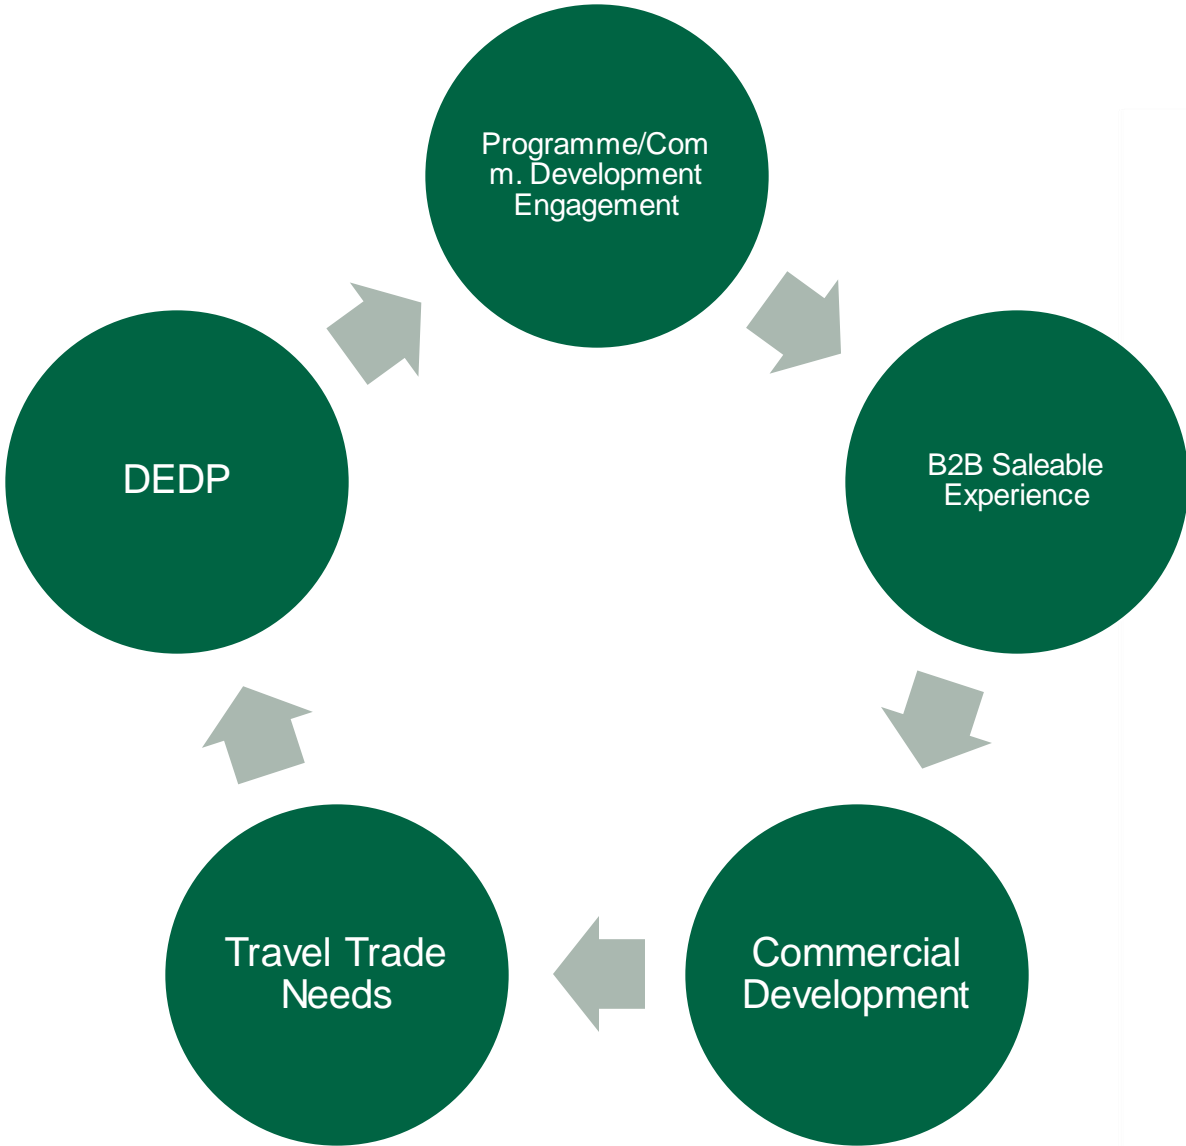 Programme/Com
m. Development
Engagement
B2B Saleable
Experience
Commercial
Development
Travel Trade
Needs
DEDP